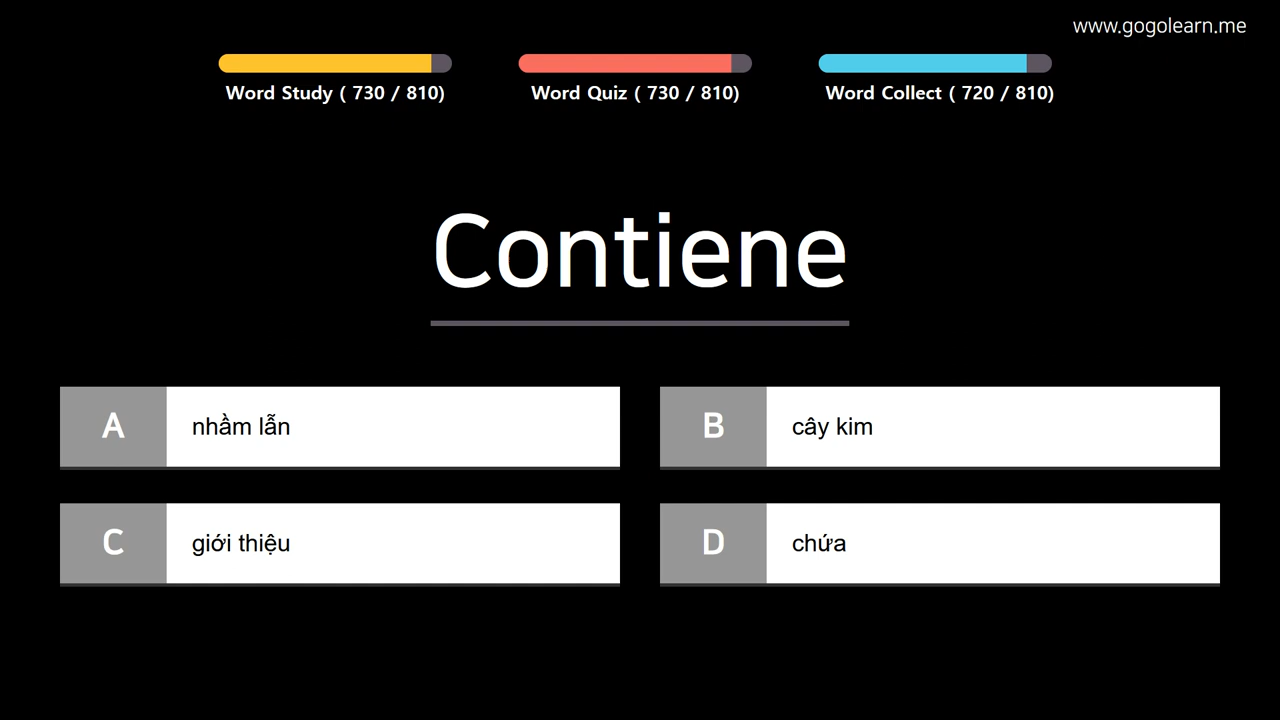 www.gogolearn.me
Word Study ( 730 / 810)
Word Quiz ( 730 / 810)
Word Collect ( 720 / 810)
Contiene
A nhầm lẫn
B cây kim
C giới thiệu
D chứa